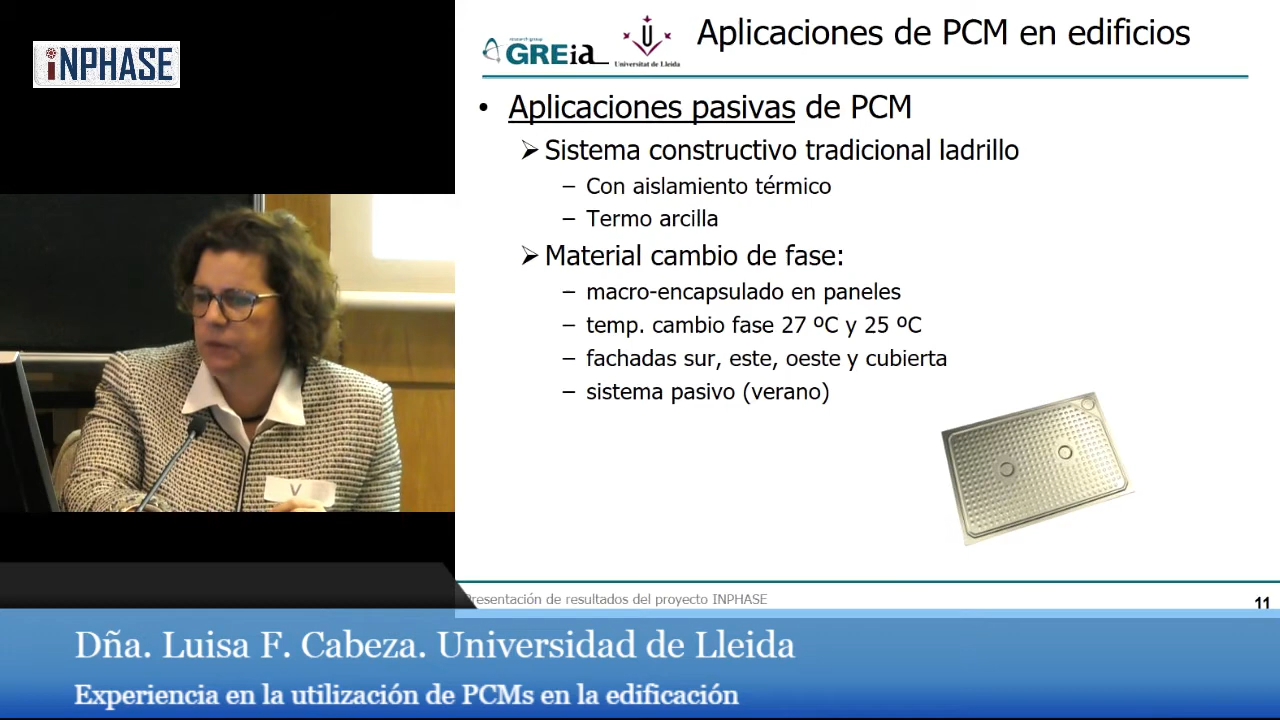 iNPHASE
research group
GREiA
U
Universitat de Lleida
Aplicaciones de PCM en edificios
• Aplicaciones pasivas de PCM
➢ Sistema constructivo tradicional ladrillo
– Con aislamiento térmico
– Termo arcilla
➢ Material cambio de fase:
– macro-encapsulado en paneles
– temp. cambio fase 27 ºC y 25 ºC
– fachadas sur, este, oeste y cubierta
– sistema pasivo (verano)
V
Presentación de resultados del proyecto INPHASE
11
Dña. Luisa F. Cabeza. Universidad de Lleida
Experiencia en la utilización de PCMs en la edificación